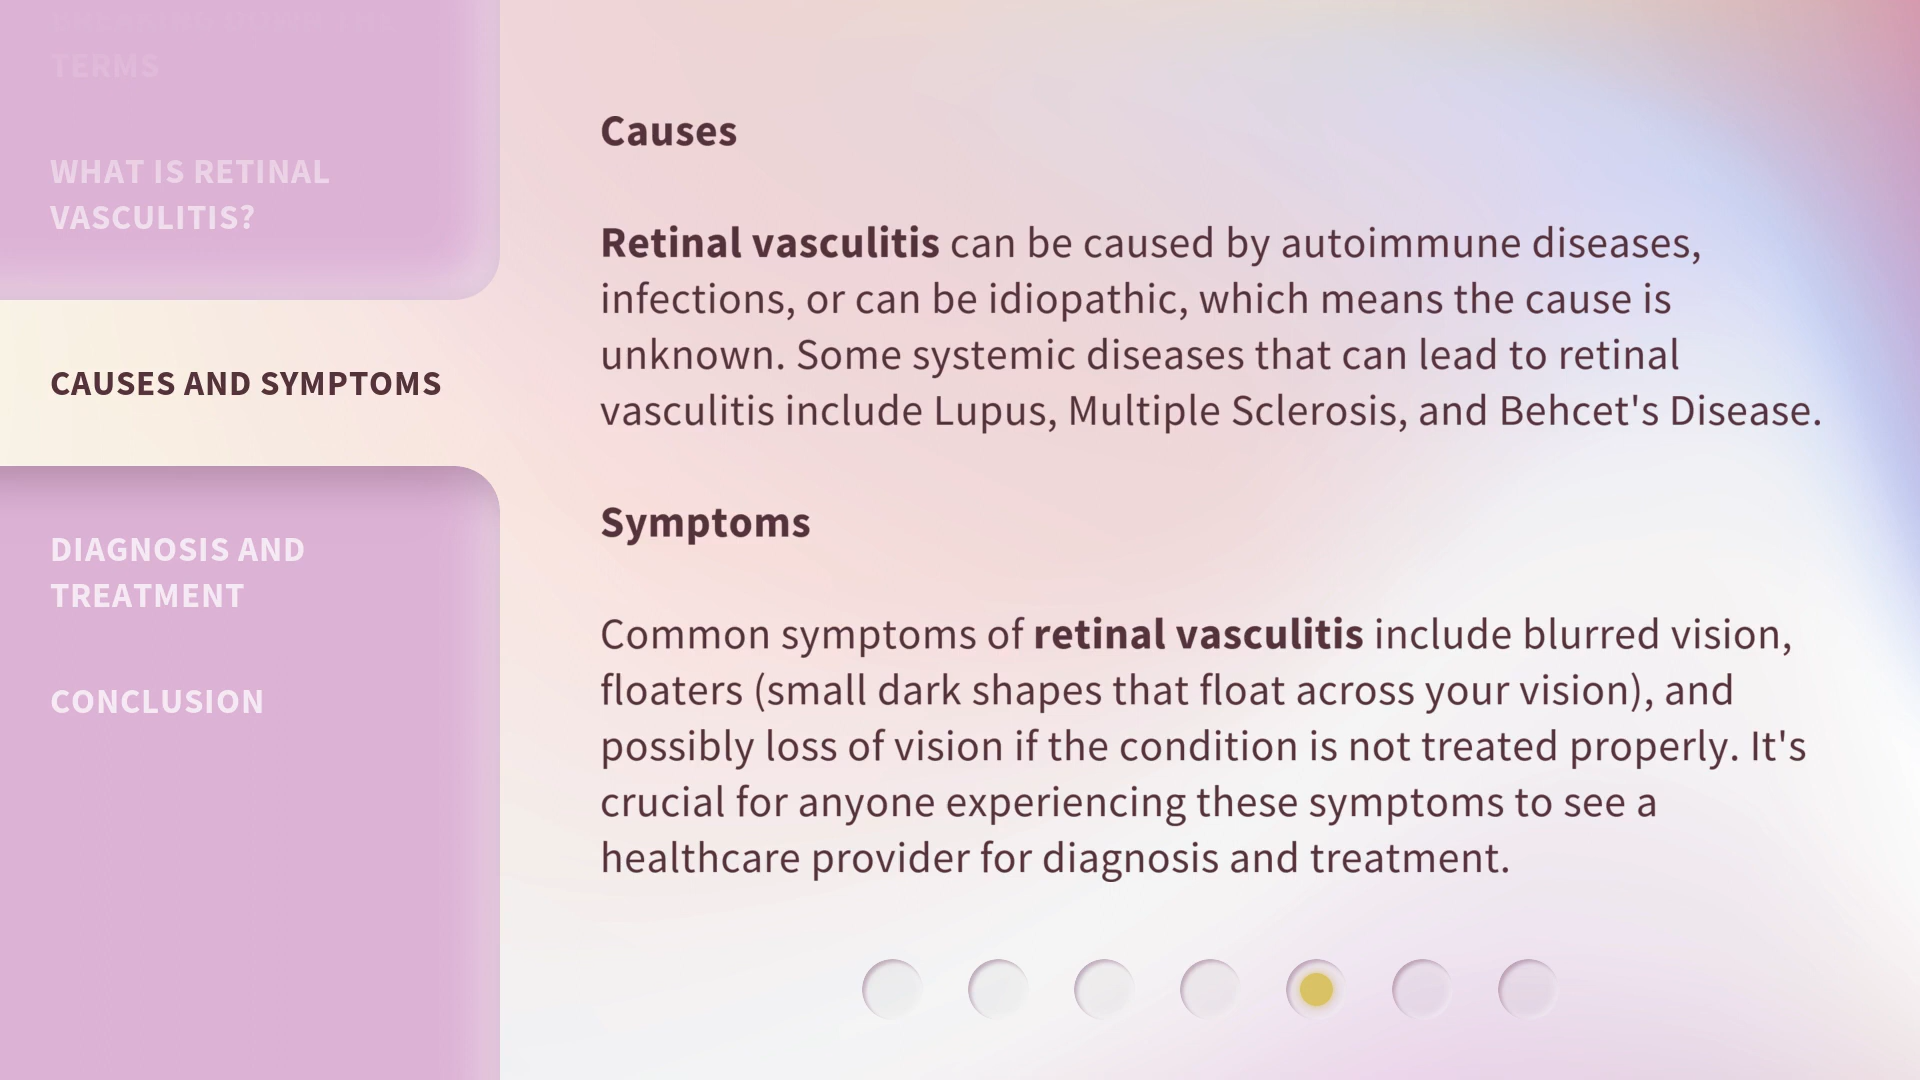 TERMS
WHAT IS RETINAL
VASCULITIS?
CAUSES AND SYMPTOMS
DIAGNOSIS AND
TREATMENT
CONCLUSION
Causes
Retinal vasculitis can be caused by autoimmune diseases,
infections, or can be idiopathic, which means the cause is
unknown. Some systemic diseases that can lead to retinal
vasculitis include Lupus, Multiple Sclerosis, and Behcet's Disease.
Symptoms
Common symptoms of retinal vasculitis include blurred vision,
floaters (small dark shapes that float across your vision), and
possibly loss of vision if the condition is not treated properly. It's
crucial for anyone experiencing these symptoms to see a
healthcare provider for diagnosis and treatment.